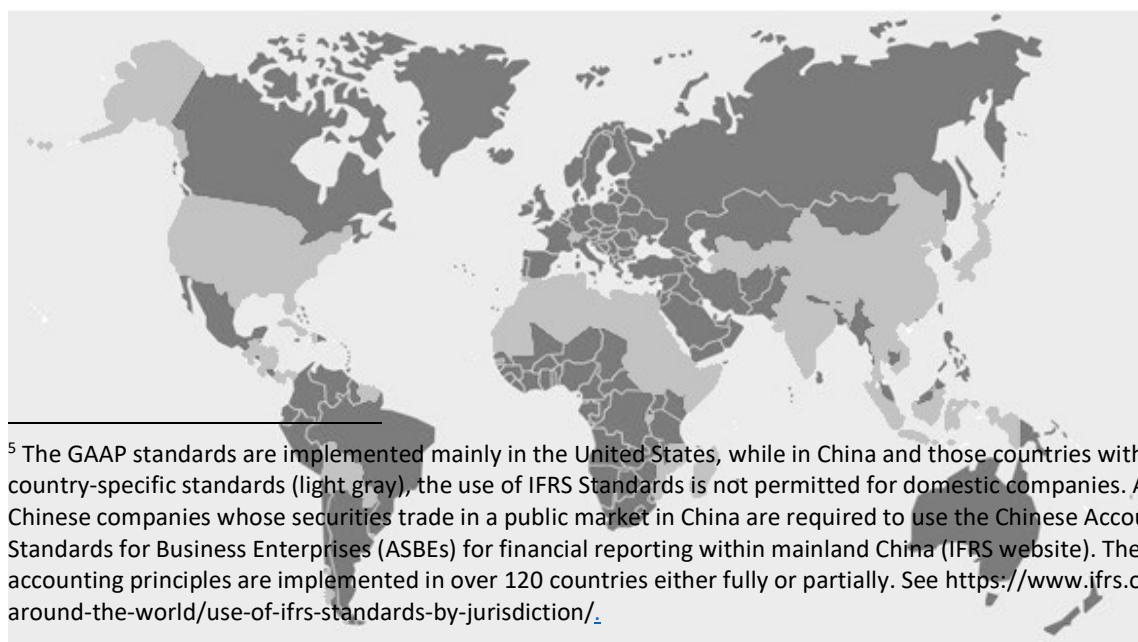 5 The GAAP standards are implemented mainly in the United States, while in China and those countries with
country-specific standards (light gray), the use of IFRS Standards is not permitted for domestic companies. A
Chinese companies whose securities trade in a public market in China are required to use the Chinese Accou
Standards for Business Enterprises (ASBEs) for financial reporting within mainland China (IFRS website). The
accounting principles are implemented in over 120 countries either fully or partially. See https://www.ifrs.c
around-the-world/use-of-ifrs-standards-by-jurisdiction/.